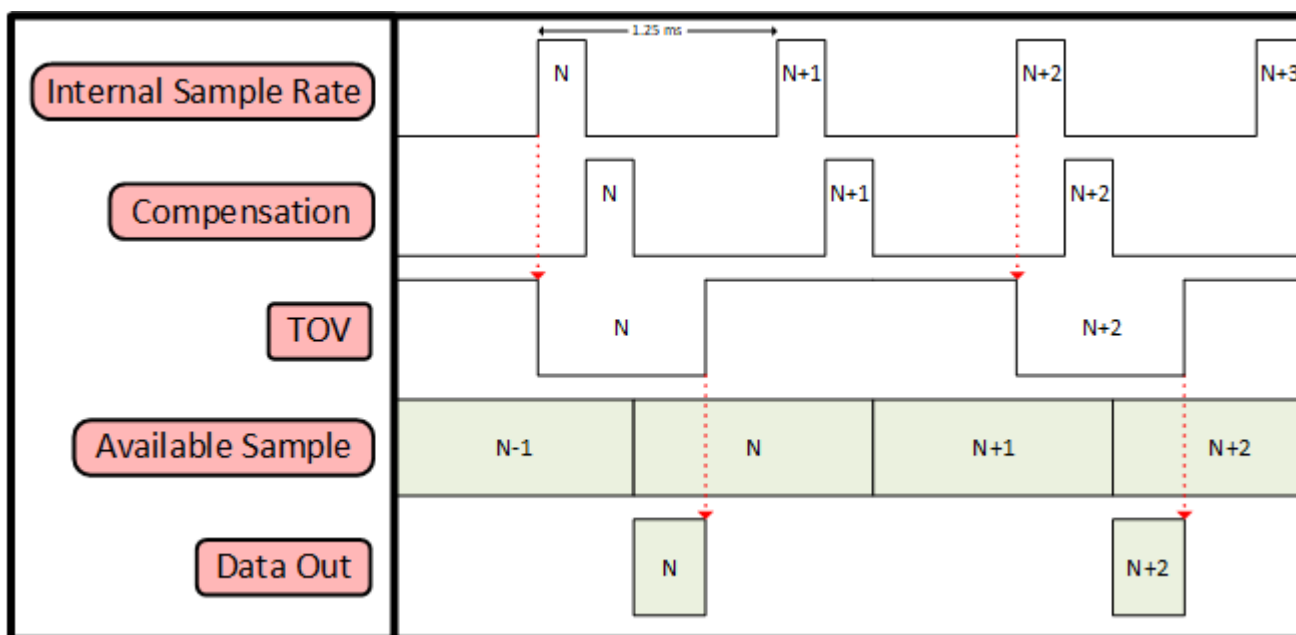 1.25 ms
Internal Sample Rate
N
N+1
N+2
N+3
Compensation
N
N+1
N+2
TOV
N
N+2
Available Sample
N-1
N
N+1
N+2
Data Out
N
N+2